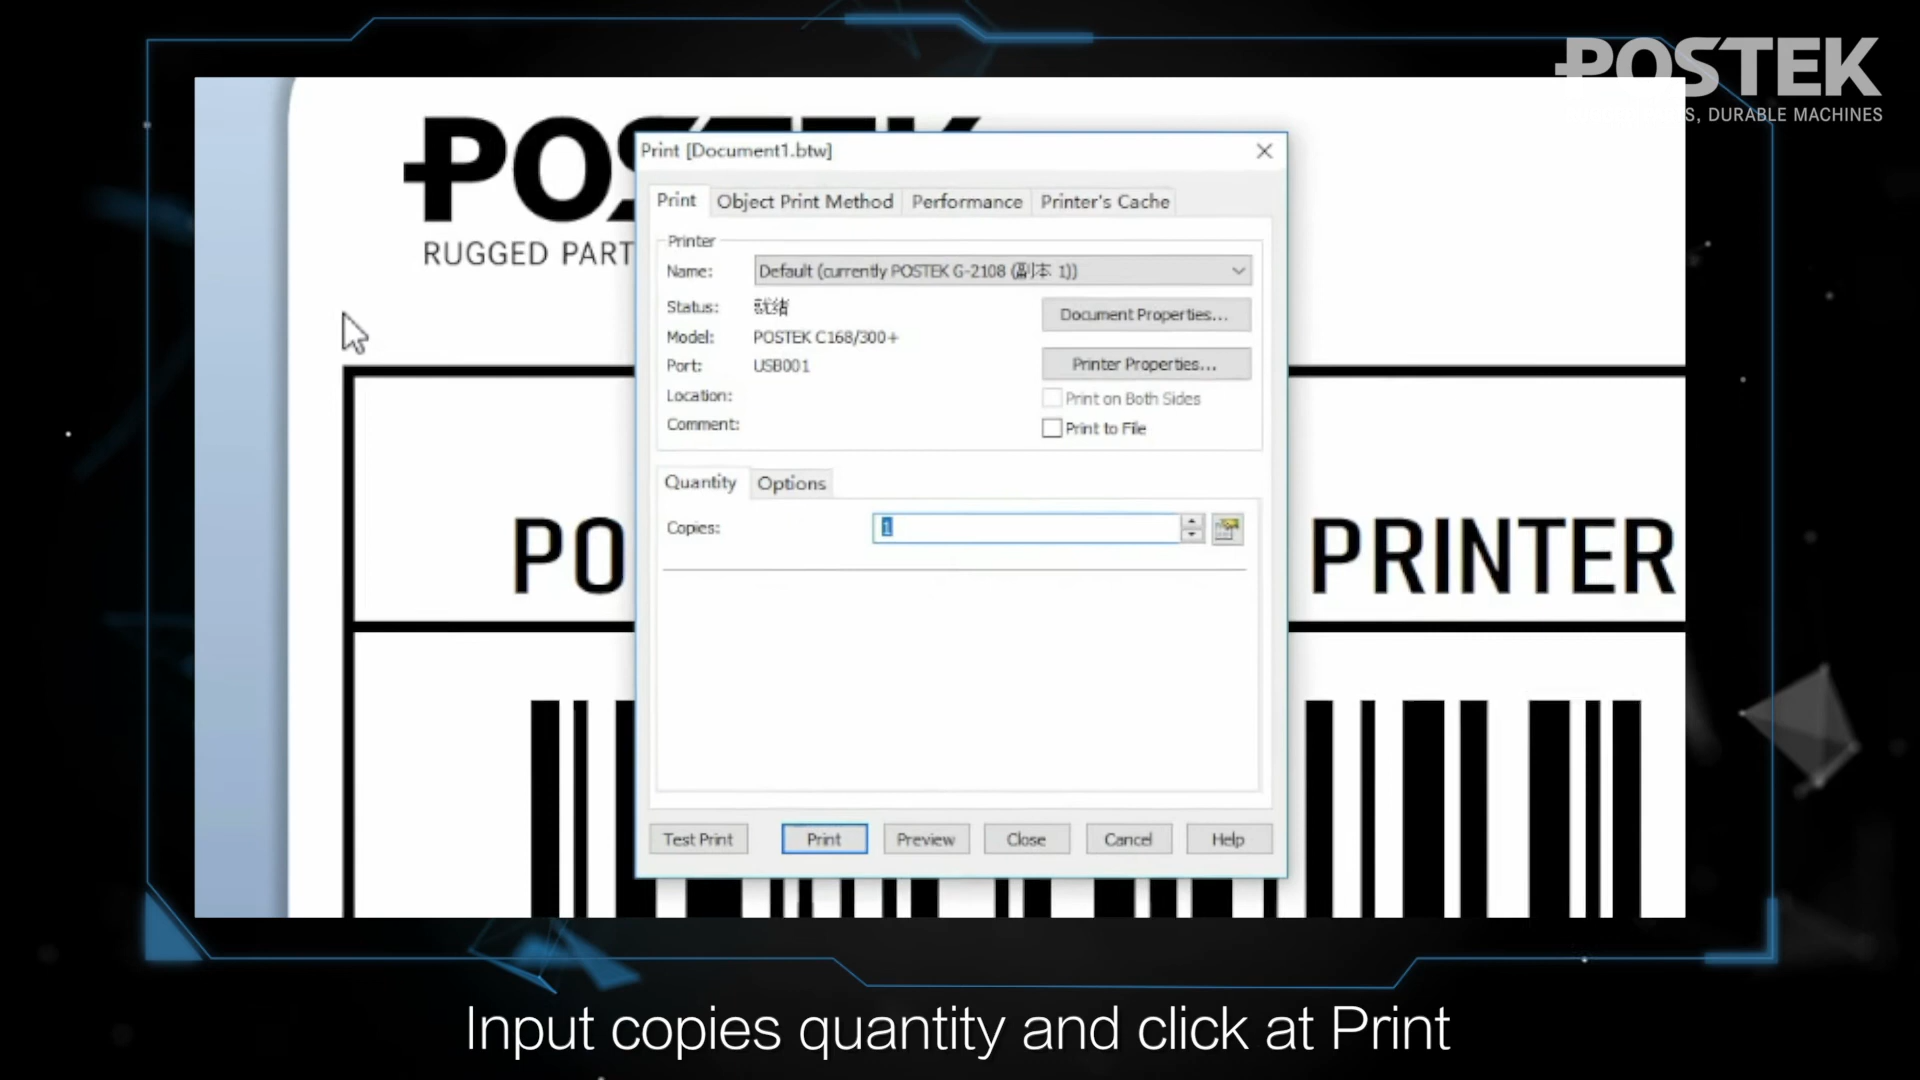 POSTEK
S, DURABLE MACHINES
PO
RUGGED PART
Print [Document1.btw]
Print Object Print Method Performance Printer's Cache
Printer
Name: Default (currently POSTEK G-2108 (副本 1))
Status: 就绪
Document Properties...
Model: POSTEK C168/300+
Port: USB001
Printer Properties...
Location:
Print on Both Sides
Comment:
Print to File
Quantity Options
Copies: 1
PO PRINTER
Test Print Print Preview Close Cancel Help
Input copies quantity and click at Print